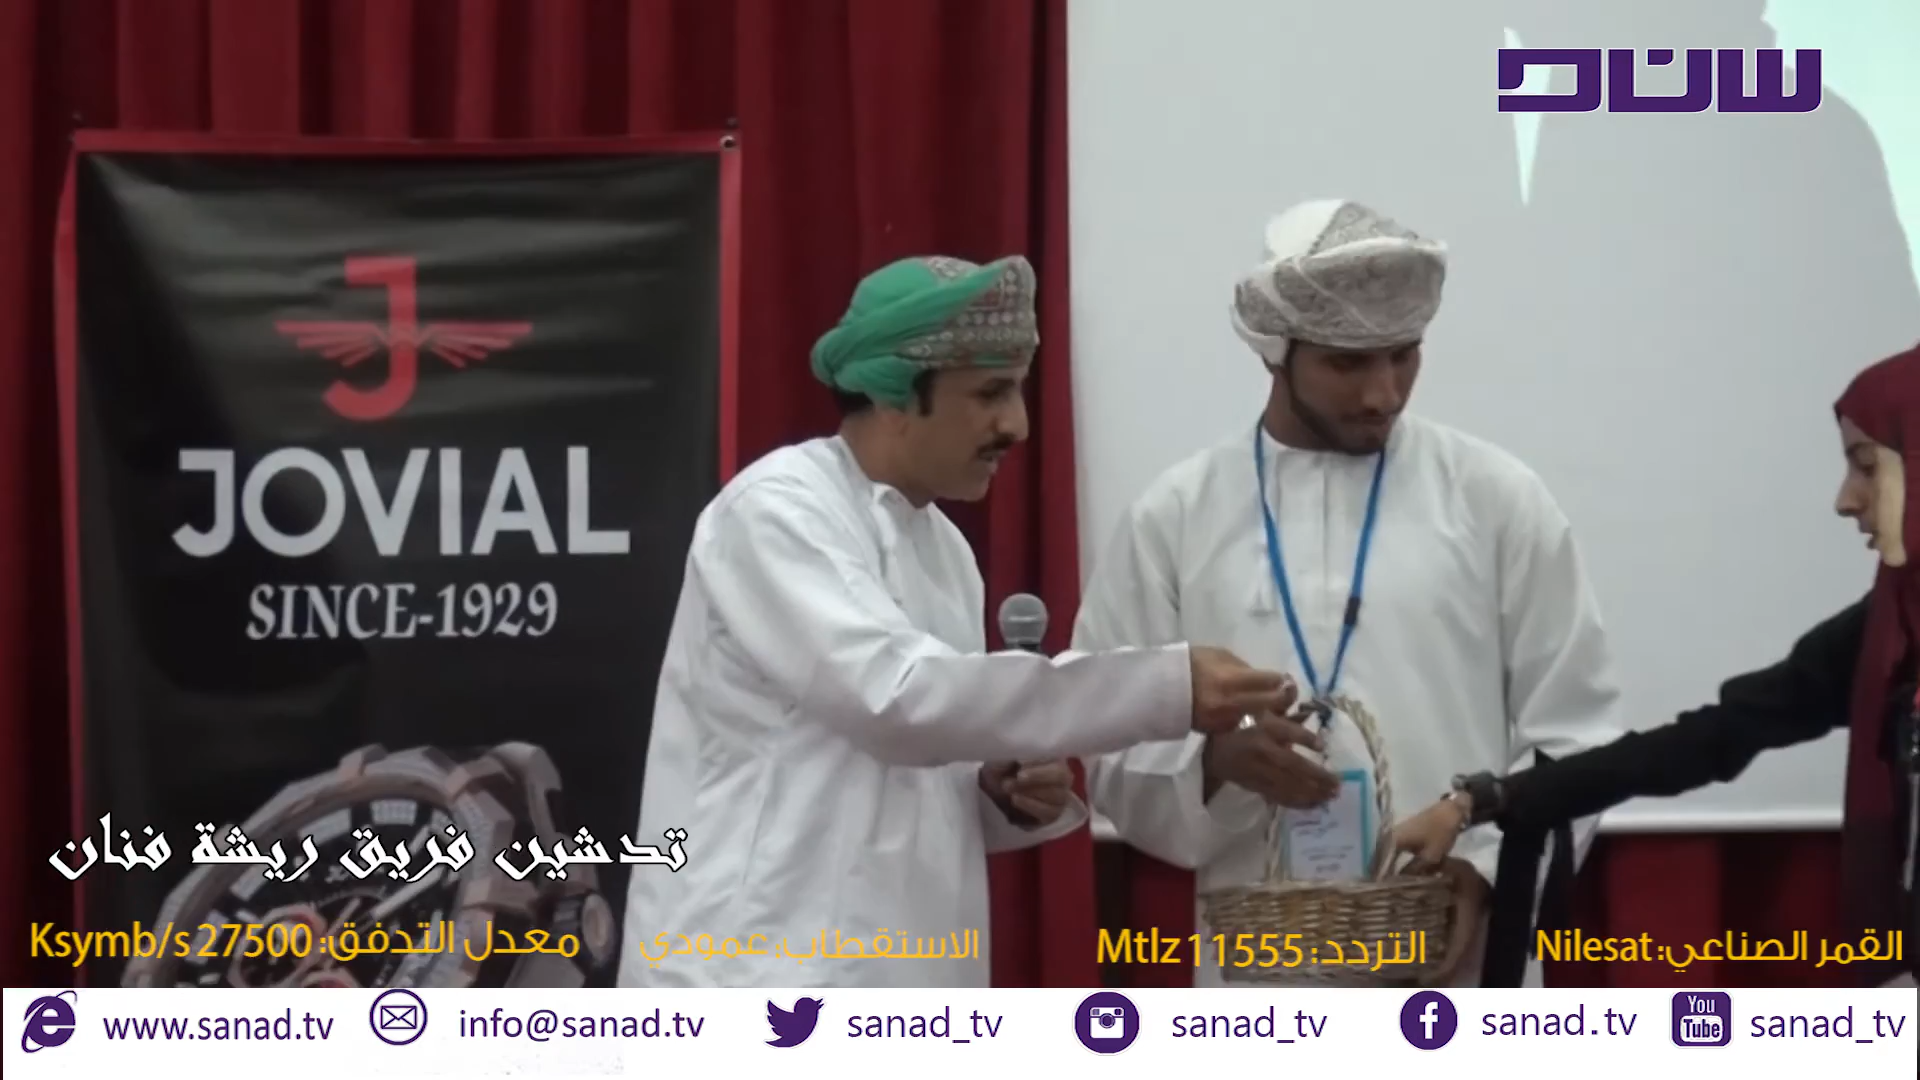 سناد
J
JOVIAL
SINCE-1929
تدشين فريق ريشة فنان
القمر الصناعي: Nilesat
التردد: 11555 Mtlz
الاستقطاب: عمودي
معدل التدفق: 27500 Ksymb/s
www.sanad.tv
info@sanad.tv
sanad_tv
sanad_tv
sanad.tv
You Tube
sanad_tv